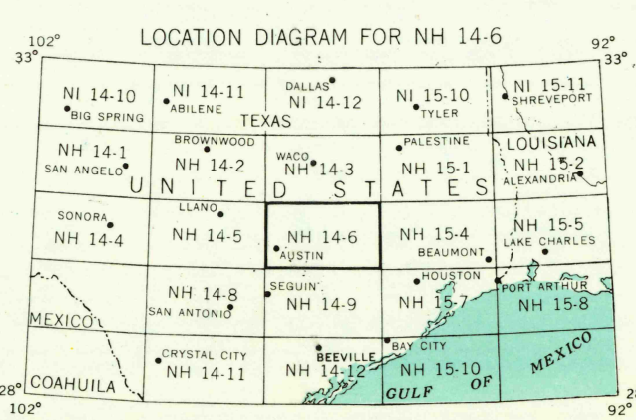 LOCATION DIAGRAM FOR NH 14-6
102°
92°
33°
33°
NI 14-10
BIG SPRING
NI 14-11
ABILENE
DALLAS
NI 14-12
NI 15-10
TYLER
NI 15-11
SHREVEPORT
TEXAS
NH 14-1
SAN ANGELO
BROWNWOOD
NH 14-2
WACO
NH 14-3
PALESTINE
NH 15-1
LOUISIANA
NH 15-2
ALEXANDRIA
UNITED STATES
SONORA
NH 14-4
LLANO
NH 14-5
NH 14-6
AUSTIN
NH 15-4
BEAUMONT
NH 15-5
LAKE CHARLES
NH 14-8
SAN ANTONIO
SEGUIN
NH 14-9
HOUSTON
NH 15-7
PORT ARTHUR
NH 15-8
MEXICO
CRYSTAL CITY
NH 14-11
BEEVILLE
NH 14-12
BAY CITY
NH 15-10
COAHUILA
GULF OF MEXICO
28°
102°
92°